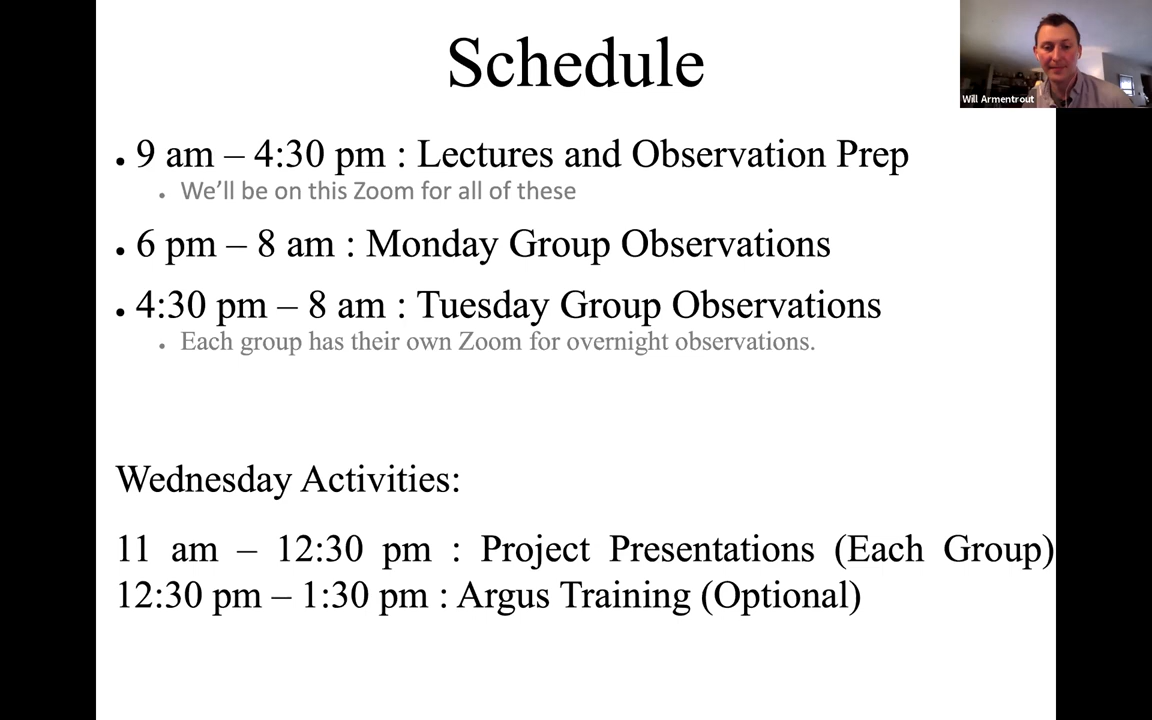 Schedule
Will Armentrout
• 9 am – 4:30 pm : Lectures and Observation Prep
• We’ll be on this Zoom for all of these
• 6 pm – 8 am : Monday Group Observations
• 4:30 pm – 8 am : Tuesday Group Observations
• Each group has their own Zoom for overnight observations.
Wednesday Activities:
11 am – 12:30 pm : Project Presentations (Each Group)
12:30 pm – 1:30 pm : Argus Training (Optional)